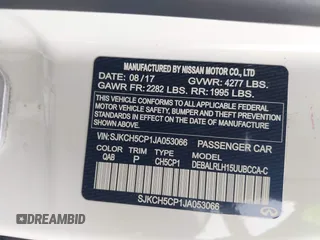 MANUFACTURED BY NISSAN MOTOR CO., LTD
DATE 08/17 GVWR: 4277 LBS.
GAWR FR: 2282 LBS. RR: 1995 LBS.
THIS VEHICLE CONFORMS TO ALL APPLICABLE FEDERAL
MOTOR VEHICLE SAFETY, BUMPER, AND THEFT
PREVENTION STANDARDS IN EFFECT ON THE DATE OF
MANUFACTURE SHOWN ABOVE.
VIN: SJKCH5CP1JA053066 PASSENGER CAR
COLOR TRIM TYPE MODEL
QAB P CH5CP1 DEBALRLH15UUBCCA-C
SJKCH5CP1JA053066
© DEALERSHIP AUCTIONS